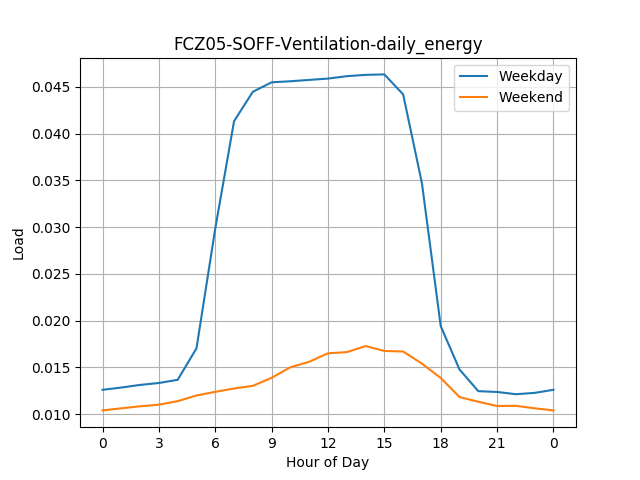 FCZ05-SOFF-Ventilation-daily_energy
Weekday
Weekend
0.045
0.040
0.035
0.030
0.025
0.020
0.015
0.010
Load
0 3 6 9 12 15 18 21 0
Hour of Day